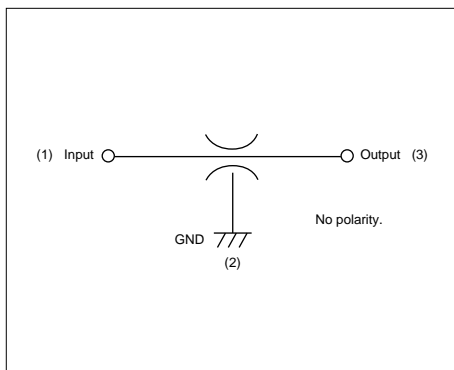 (1) Input Output (3)
No polarity.
GND
(2)